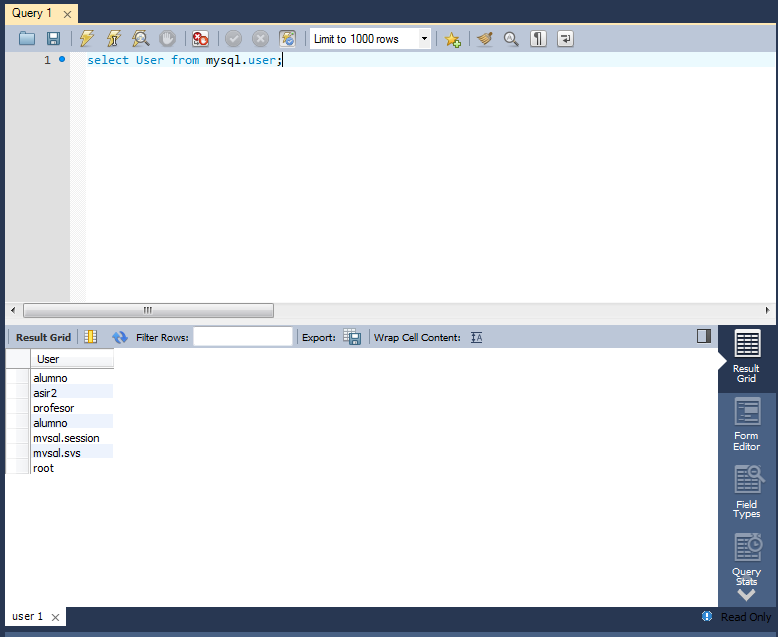 Query 1
Limit to 1000 rows
1 select User from mysql.user;
Result Grid Filter Rows: Export: Wrap Cell Content:
User
alumno
asir2
profesor
alumno
mysql.session
mysql.sys
root
Result
Grid
Form
Editor
Field
Types
Query
Stats
user 1
Read Only